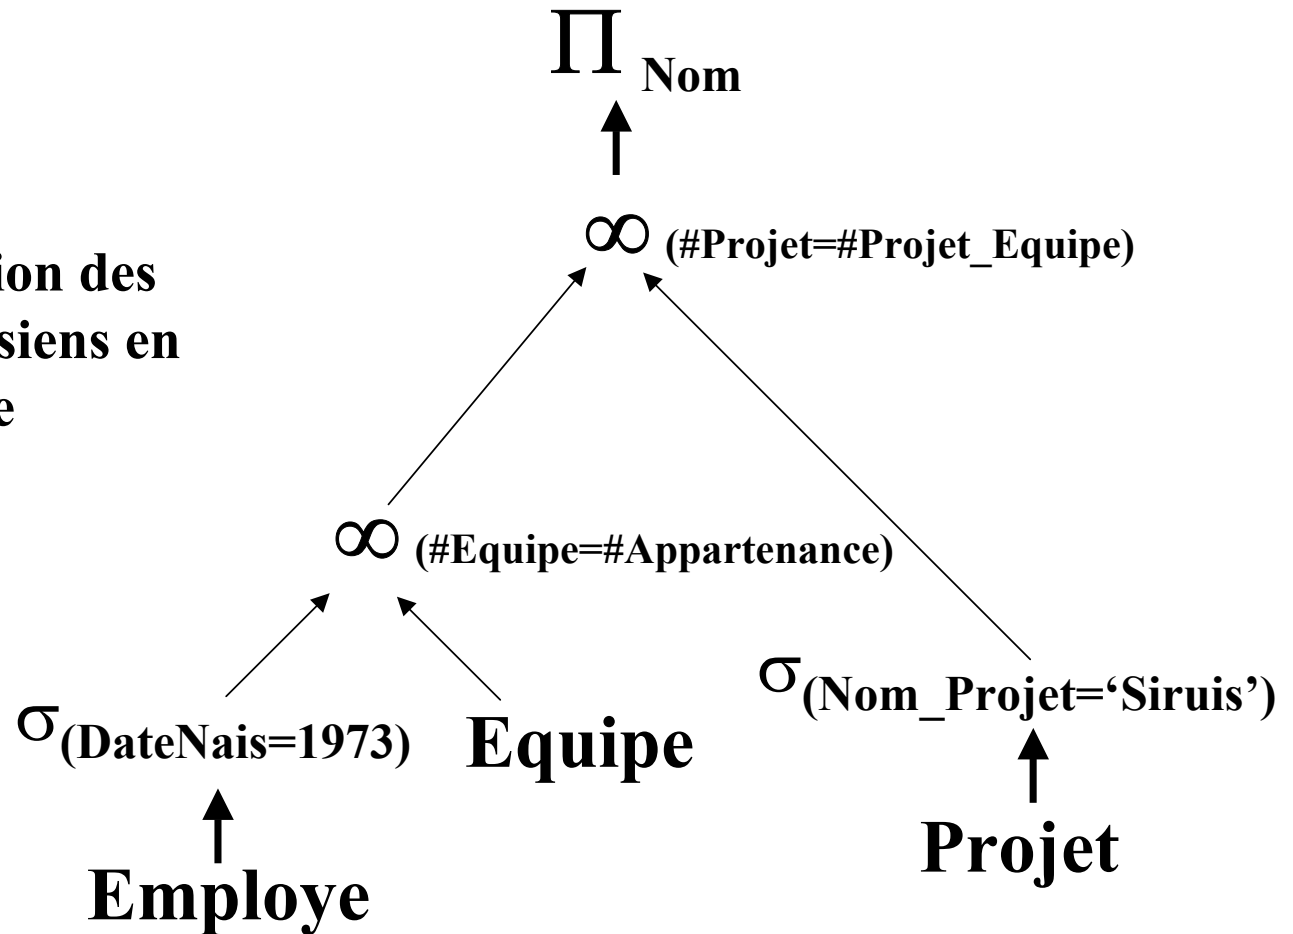 Π Nom
∞ (#Projet=#Projet_Equipe)
ion des
siens en
e
∞ (#Equipe=#Appartenance)
σ(Nom_Projet=‘Siruis’)
σ(DateNais=1973)
Equipe
Projet
Employe